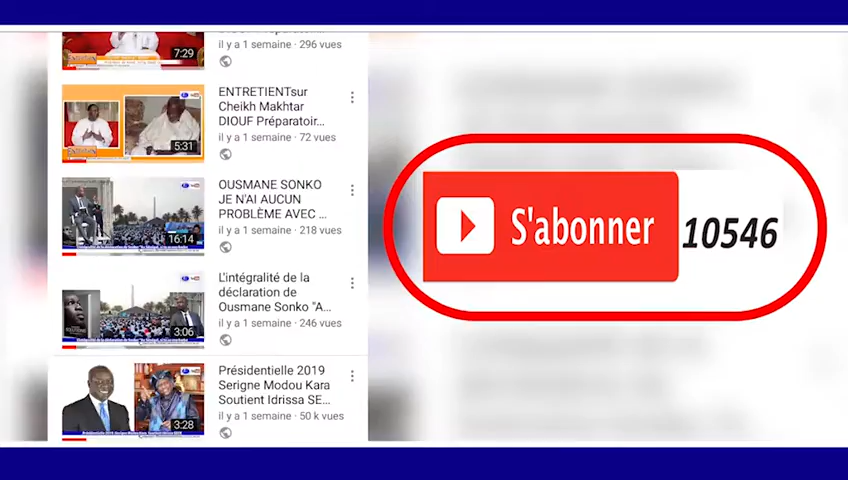 7:29
il y a 1 semaine · 296 vues
5:31
ENTRETIENTsur
Cheikh Makhtar
DIOUF Préparatoir...
il y a 1 semaine · 72 vues
16:14
OUSMANE SONKO
JE N'AI AUCUN
PROBLÈME AVEC ...
il y a 1 semaine · 218 vues
3:06
L'intégralité de la
déclaration de
Ousmane Sonko "A...
il y a 1 semaine · 246 vues
3:28
Présidentielle 2019
Serigne Modou Kara
Soutient Idrissa SE...
il y a 1 semaine · 50 k vues
S'abonner
10546